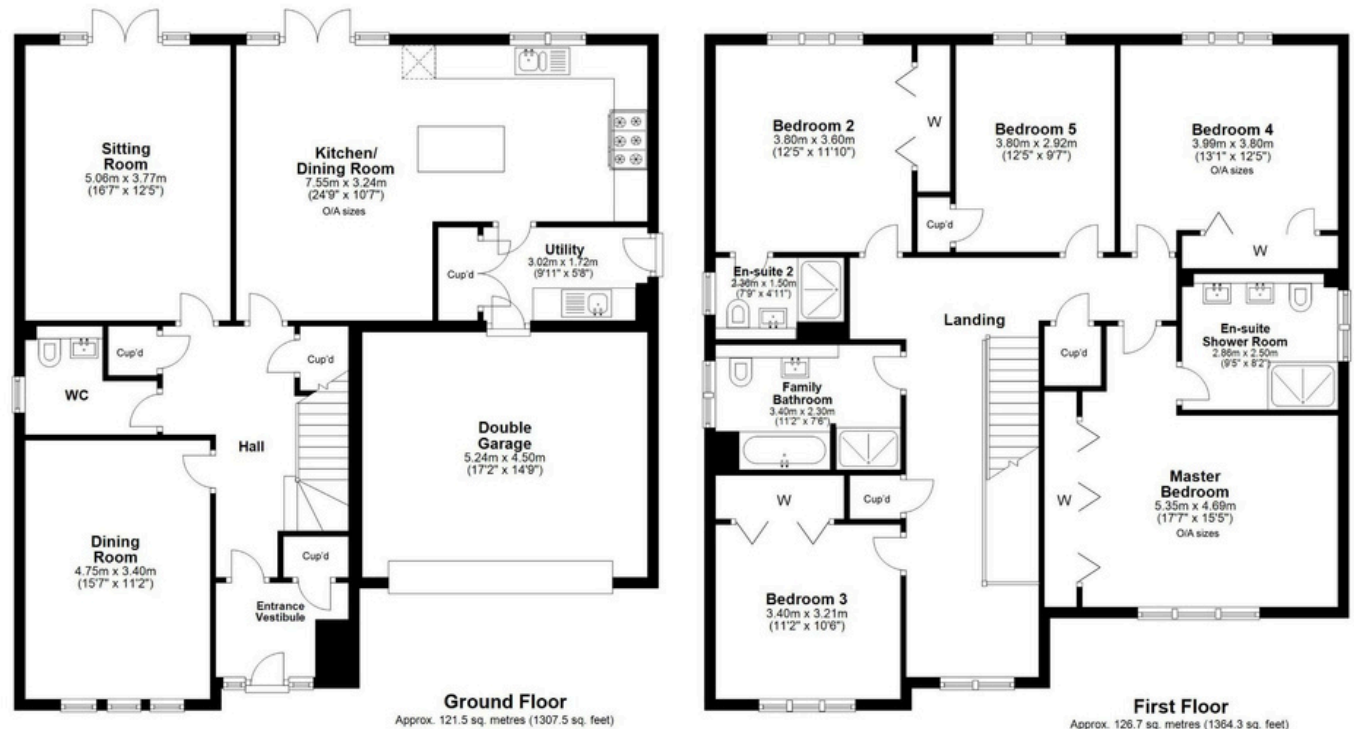 Sitting
Room
5.06m x 3.77m
(16'7" x 12'5")
Kitchen/
Dining Room
7.55m x 3.24m
(24'9" x 10'7")
O/A sizes
Utility
3.02m x 1.72m
(9'11" x 5'8")
Cup'd
Cup'd
Cup'd
WC
Hall
Double
Garage
5.24m x 4.50m
(17'2" x 14'9")
Dining
Room
4.75m x 3.40m
(15'7" x 11'2")
Cup'd
Entrance
Vestibule
Ground Floor
Approx. 121.5 sq. metres (1307.5 sq. feet)
Bedroom 2
3.80m x 3.60m
(12'5" x 11'10")
W
Bedroom 5
3.80m x 2.92m
(12'5" x 9'7")
Bedroom 4
3.99m x 3.80m
(13'1" x 12'5")
O/A sizes
Cup'd
W
En-suite 2
2.36m x 1.50m
(7'9" x 4'11")
Landing
En-suite
Shower Room
2.86m x 2.50m
(9'5" x 8'2")
Cup'd
Family
Bathroom
3.40m x 2.30m
(11'2" x 7'6")
Master
Bedroom
5.35m x 4.69m
(17'7" x 15'5")
O/A sizes
W
W
Cup'd
Bedroom 3
3.40m x 3.21m
(11'2" x 10'6")
First Floor
Approx. 126.7 sq. metres (1364.3 sq. feet)